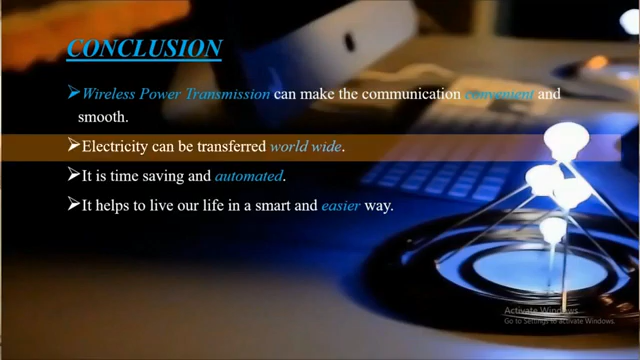 CONCLUSION
➢Wireless Power Transmission can make the communication convenient and
smooth.
➢Electricity can be transferred world wide.
➢It is time saving and automated.
➢It helps to live our life in a smart and easier way.
Activate Windows
Go to Settings to activate Windows.